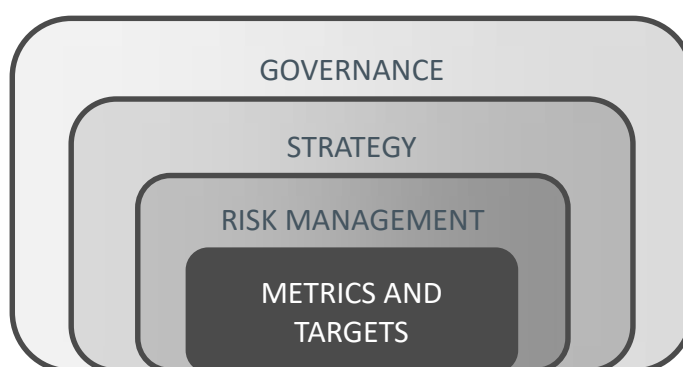 GOVERNANCE
STRATEGY
RISK MANAGEMENT
METRICS AND
TARGETS